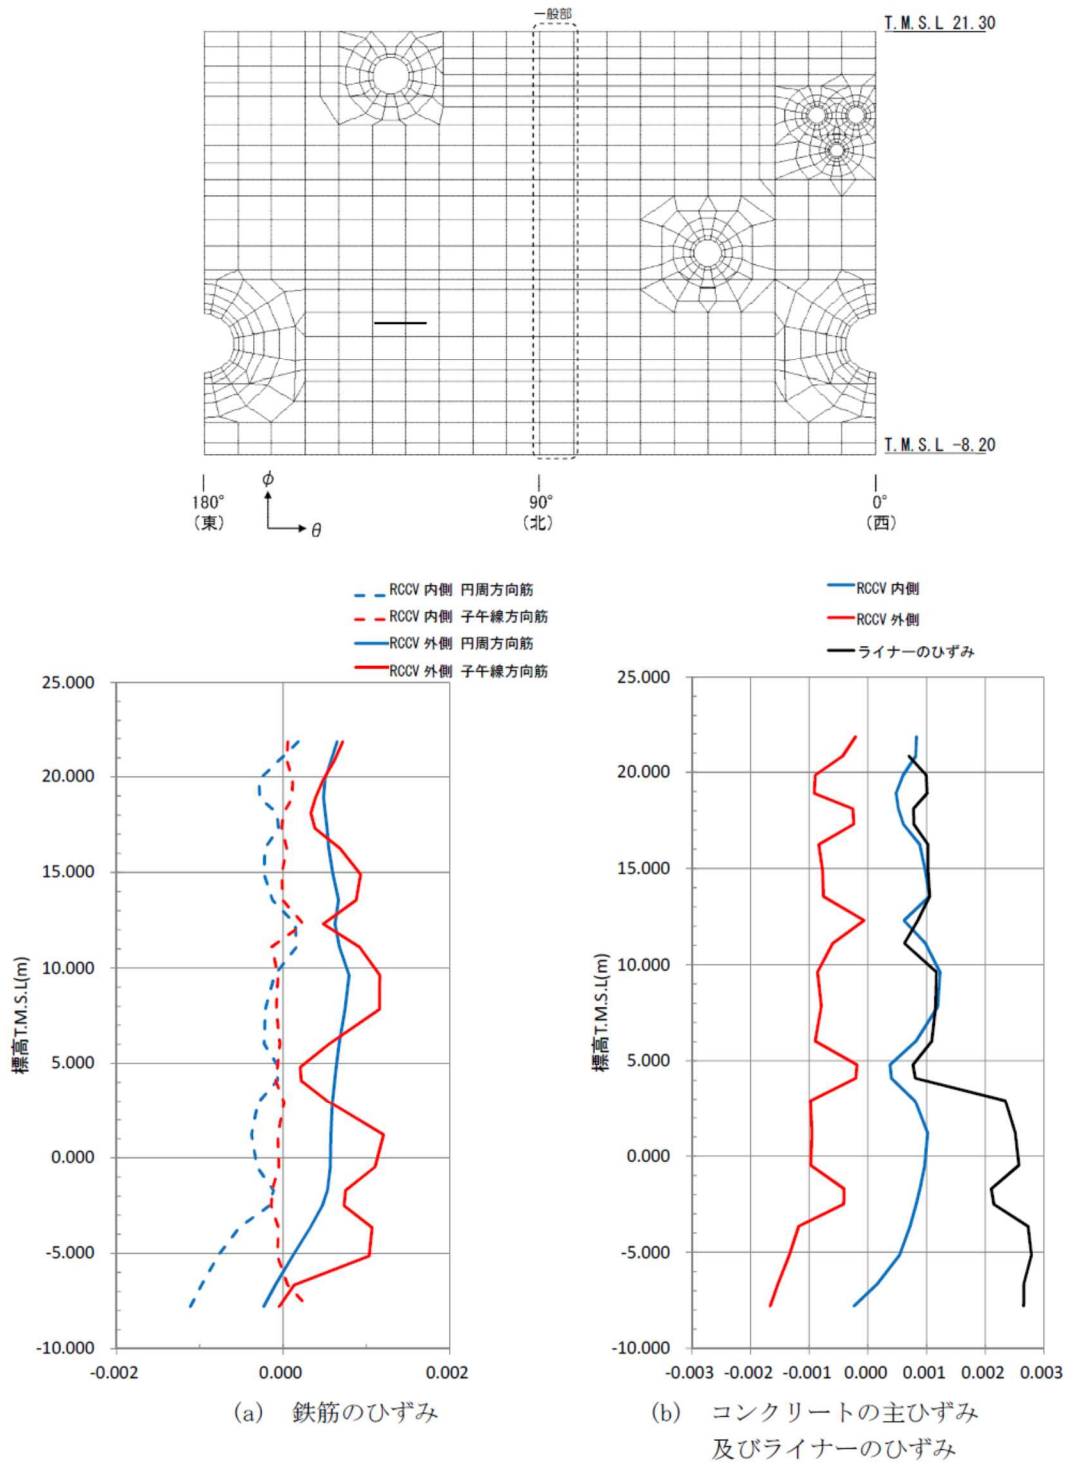 一般部
T.M.S.L 21.30
T.M.S.L -8.20
φ
θ
180°
(東)
90°
(北)
0°
(西)
RCCV 内側 円周方向筋
RCCV 内側 子午線方向筋
RCCV 外側 円周方向筋
RCCV 外側 子午線方向筋
25.000
20.000
15.000
10.000
5.000
0.000
-5.000
-10.000
標高T.M.S.L(m)
-0.002
0.000
0.002
(a) 鉄筋のひずみ
RCCV 内側
RCCV 外側
ライナーのひずみ
25.000
20.000
15.000
10.000
5.000
0.000
-5.000
-10.000
標高T.M.S.L(m)
-0.003 -0.002 -0.001 0.000 0.001 0.002 0.003
(b) コンクリートの主ひずみ
及びライナーのひずみ